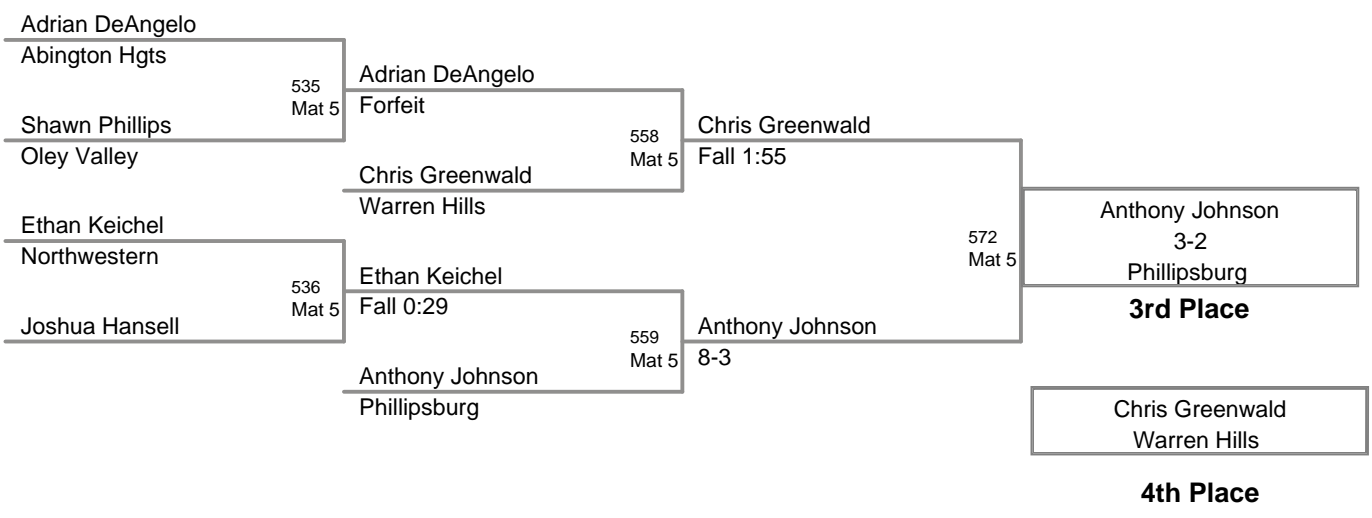 Adrian DeAngelo
Abington Hgts
535
Mat 5
Shawn Phillips
Oley Valley
Adrian DeAngelo
Forfeit
558
Mat 5
Chris Greenwald
Warren Hills
Chris Greenwald
Fall 1:55
Ethan Keichel
Northwestern
536
Mat 5
Joshua Hansell
Ethan Keichel
Fall 0:29
559
Mat 5
Anthony Johnson
Phillipsburg
Anthony Johnson
8-3
572
Mat 5
Anthony Johnson
3-2
Phillipsburg
3rd Place
Chris Greenwald
Warren Hills
4th Place